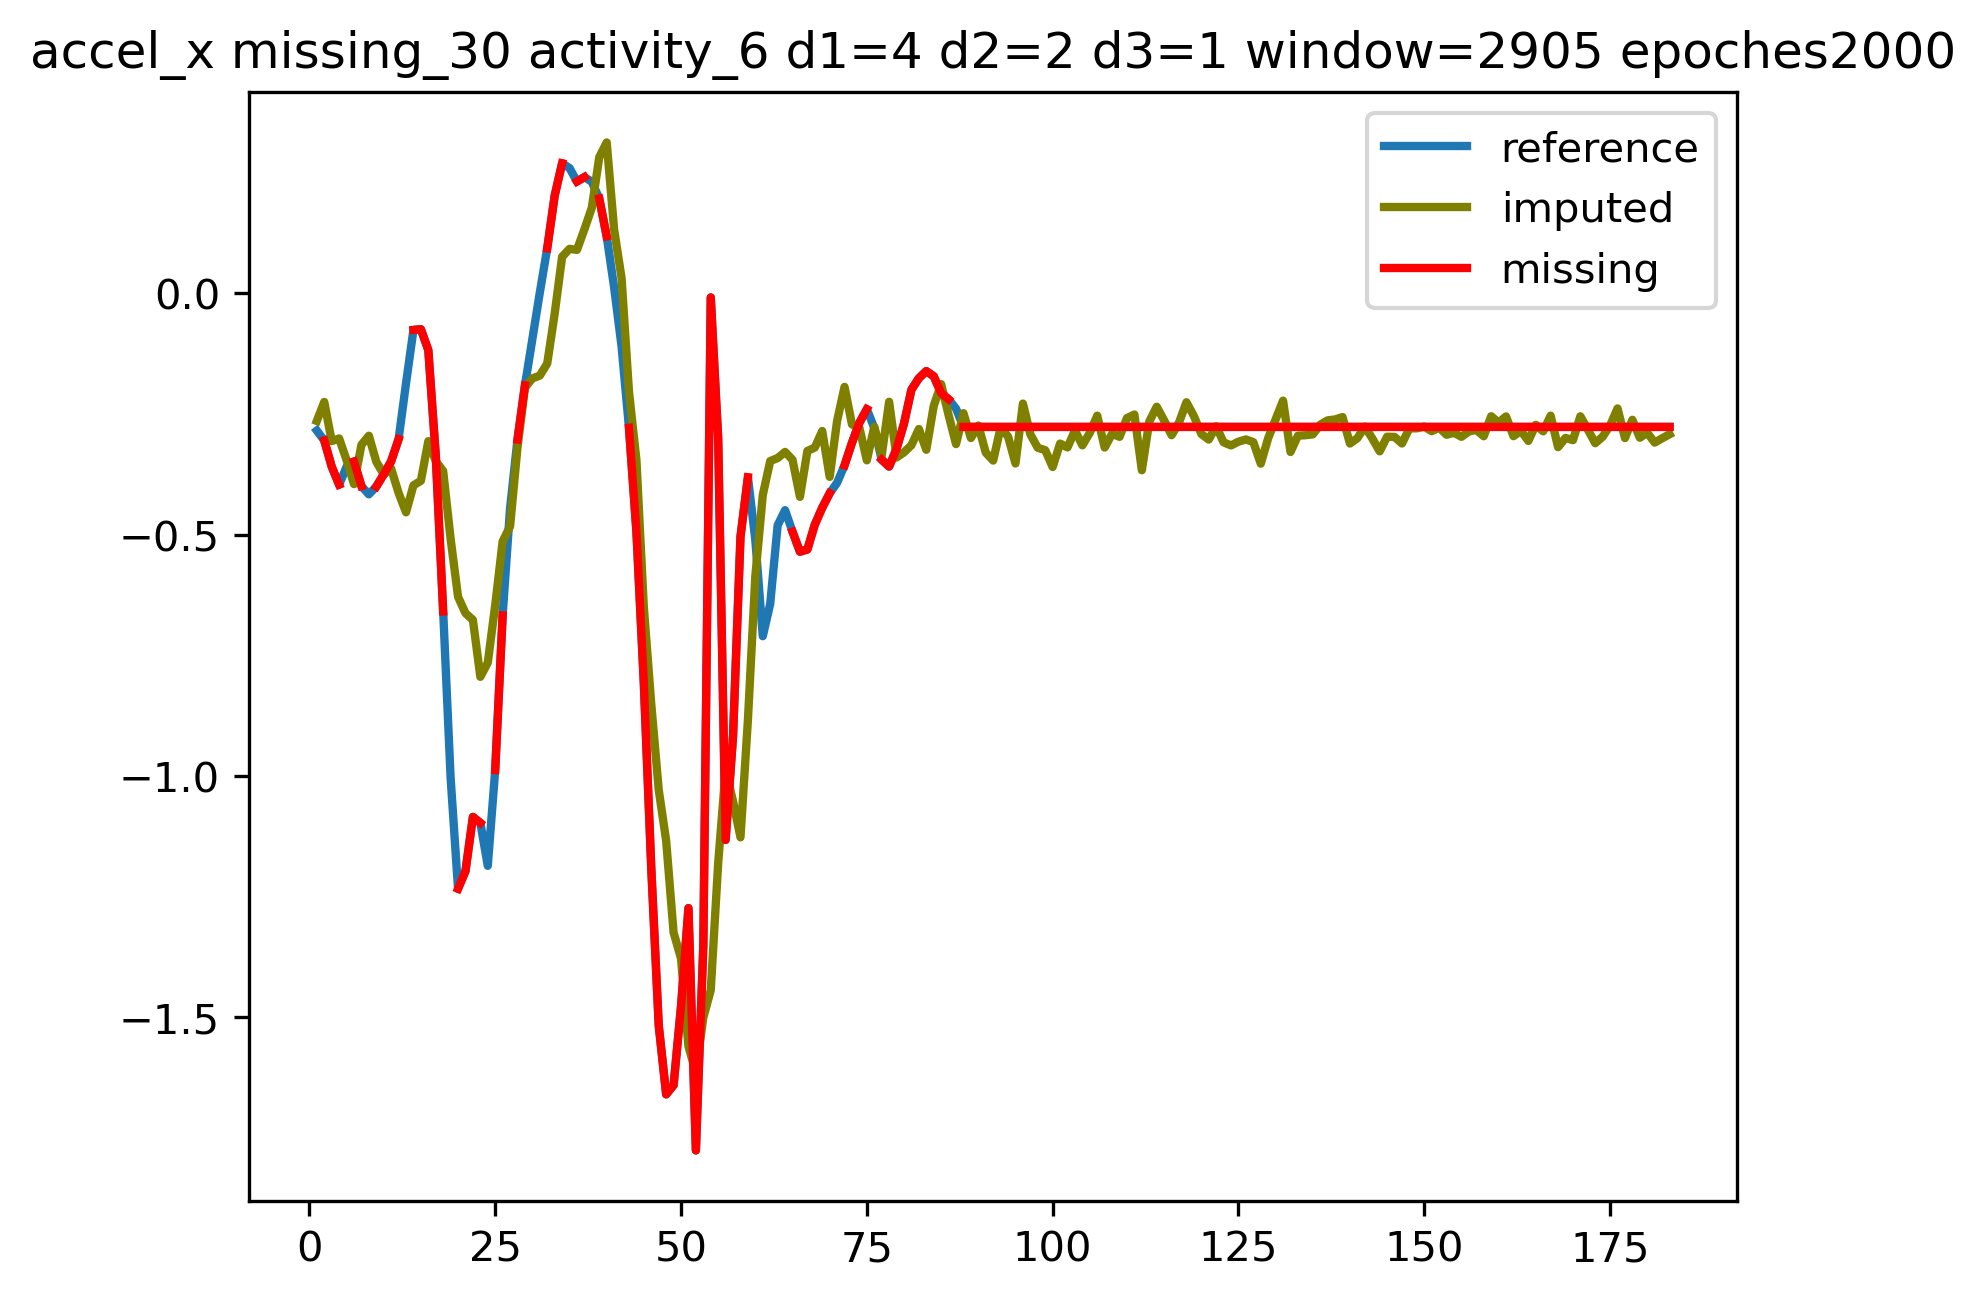 accel_x missing_30 activity_6 d1=4 d2=2 d3=1 window=2905 epoches2000
reference
imputed
missing
0.0
−0.5
−1.0
−1.5
0 25 50 75 100 125 150 175